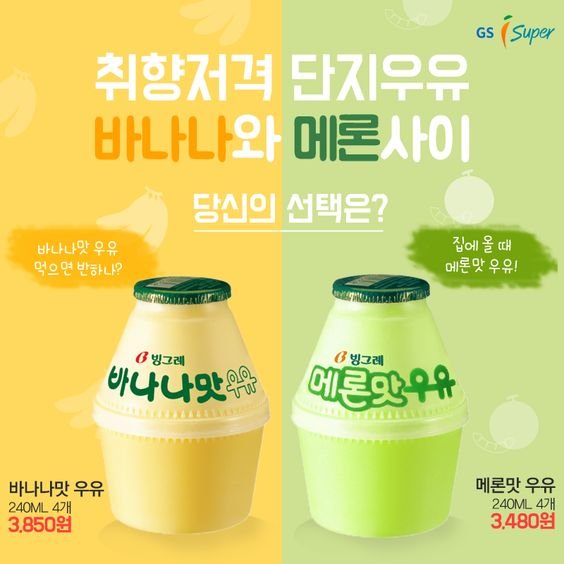 GS Super
취향저격 단지우유
바나나와 메론사이
당신의 선택은?
바나나맛 우유
먹으면 반하나?
집에 올 때
메론맛 우유!
빙그레
바나나맛우유
빙그레
메론맛우유
바나나맛 우유
240ML 4개
3,850원
메론맛 우유
240ML 4개
3,480원